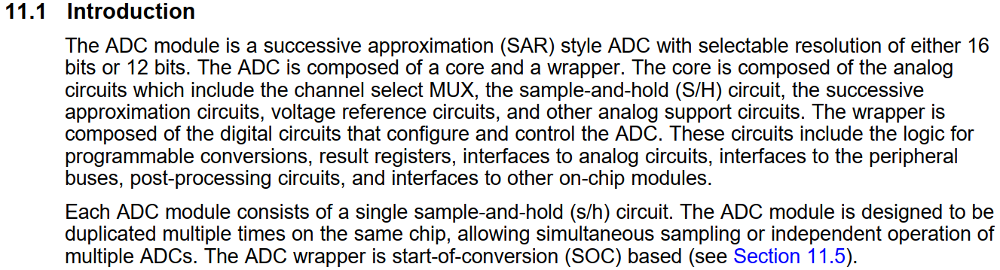 11.1 Introduction
The ADC module is a successive approximation (SAR) style ADC with selectable resolution of either 16
bits or 12 bits. The ADC is composed of a core and a wrapper. The core is composed of the analog
circuits which include the channel select MUX, the sample-and-hold (S/H) circuit, the successive
approximation circuits, voltage reference circuits, and other analog support circuits. The wrapper is
composed of the digital circuits that configure and control the ADC. These circuits include the logic for
programmable conversions, result registers, interfaces to analog circuits, interfaces to the peripheral
buses, post-processing circuits, and interfaces to other on-chip modules.
Each ADC module consists of a single sample-and-hold (s/h) circuit. The ADC module is designed to be
duplicated multiple times on the same chip, allowing simultaneous sampling or independent operation of
multiple ADCs. The ADC wrapper is start-of-conversion (SOC) based (see Section 11.5).